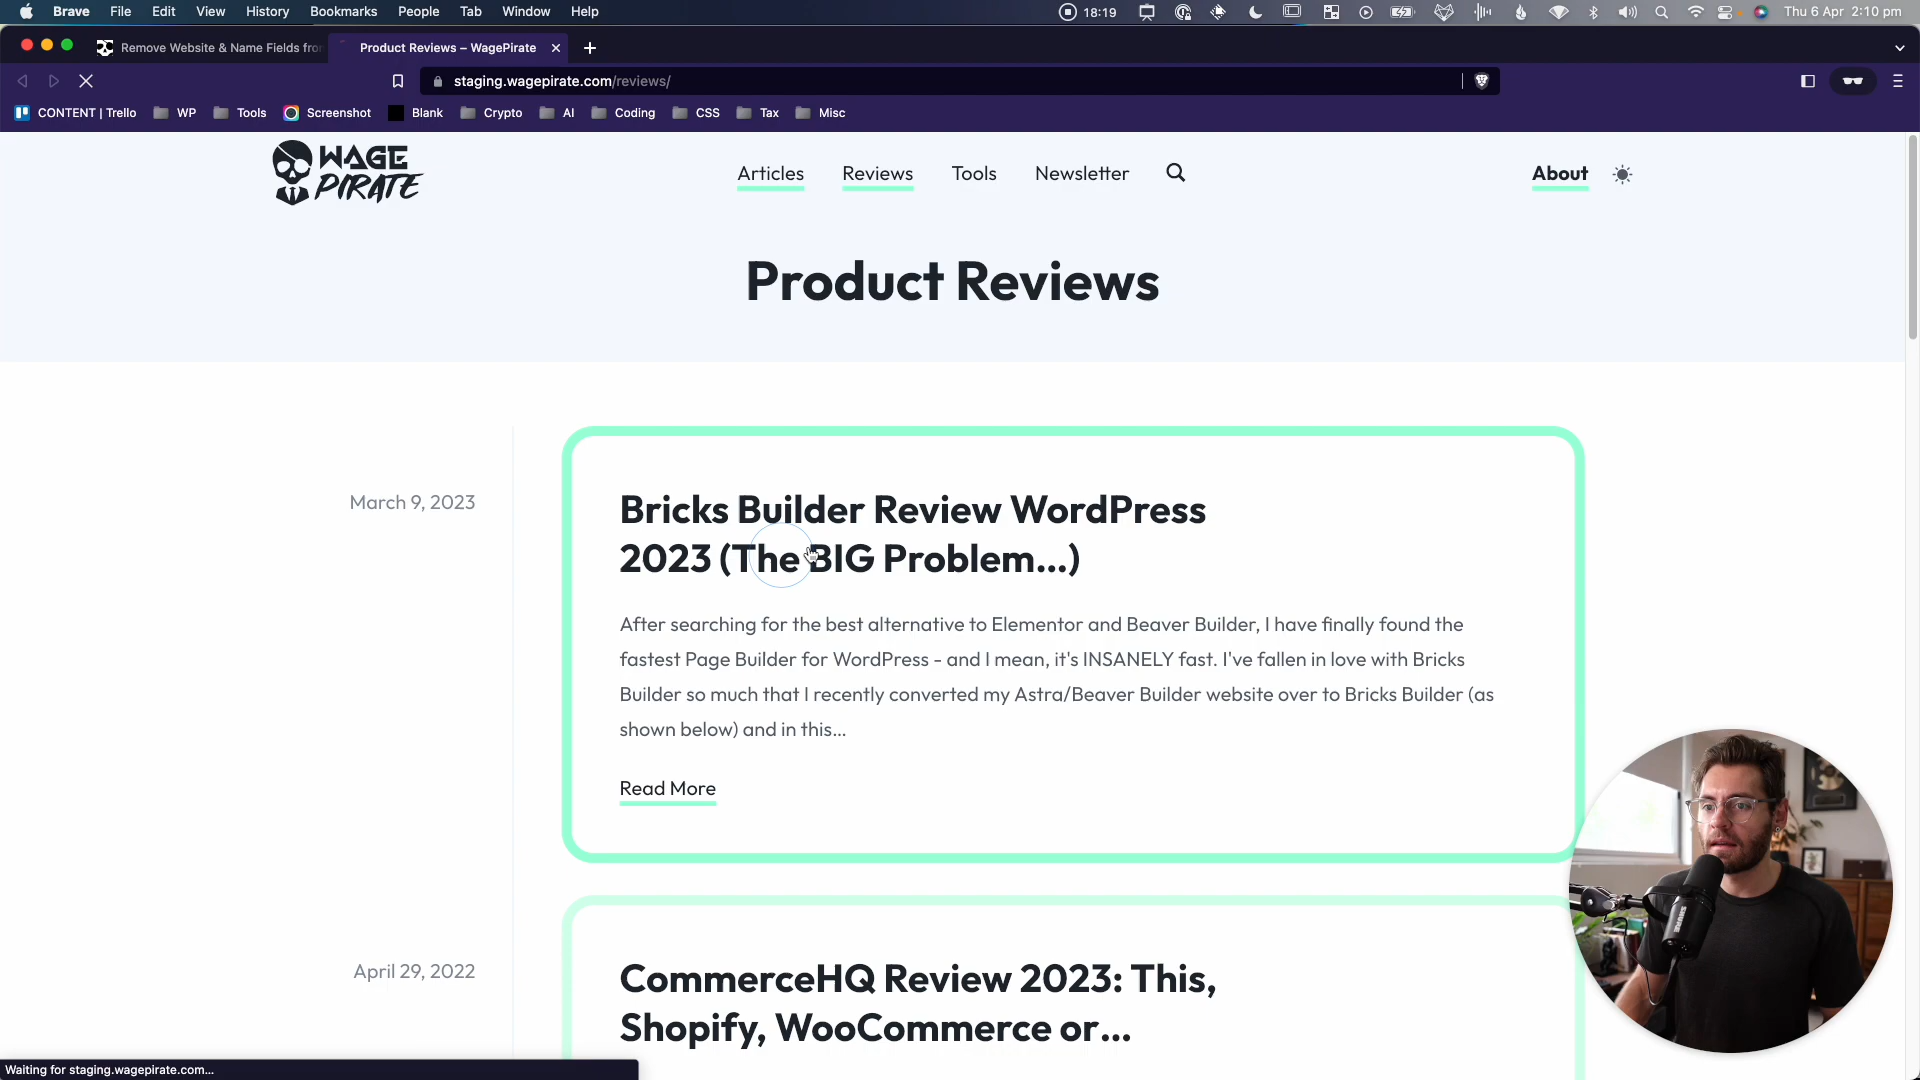 Brave File Edit View History Bookmarks People Tab Window Help 18:19 Thu 6 Apr 2:10 pm
Remove Website & Name Fields from
Product Reviews – WagePirate
staging.wagepirate.com/reviews/
CONTENT | Trello WP Tools Screenshot Blank Crypto AI Coding CSS Tax Misc
WAGE
PIRATE
Articles Reviews Tools Newsletter About
Product Reviews
March 9, 2023
Bricks Builder Review WordPress
2023 (The BIG Problem...)
After searching for the best alternative to Elementor and Beaver Builder, I have finally found the
fastest Page Builder for WordPress - and I mean, it's INSANELY fast. I've fallen in love with Bricks
Builder so much that I recently converted my Astra/Beaver Builder website over to Bricks Builder (as
shown below) and in this...
Read More
April 29, 2022
CommerceHQ Review 2023: This,
Shopify, WooCommerce or...
SHURE
Waiting for staging.wagepirate.com...